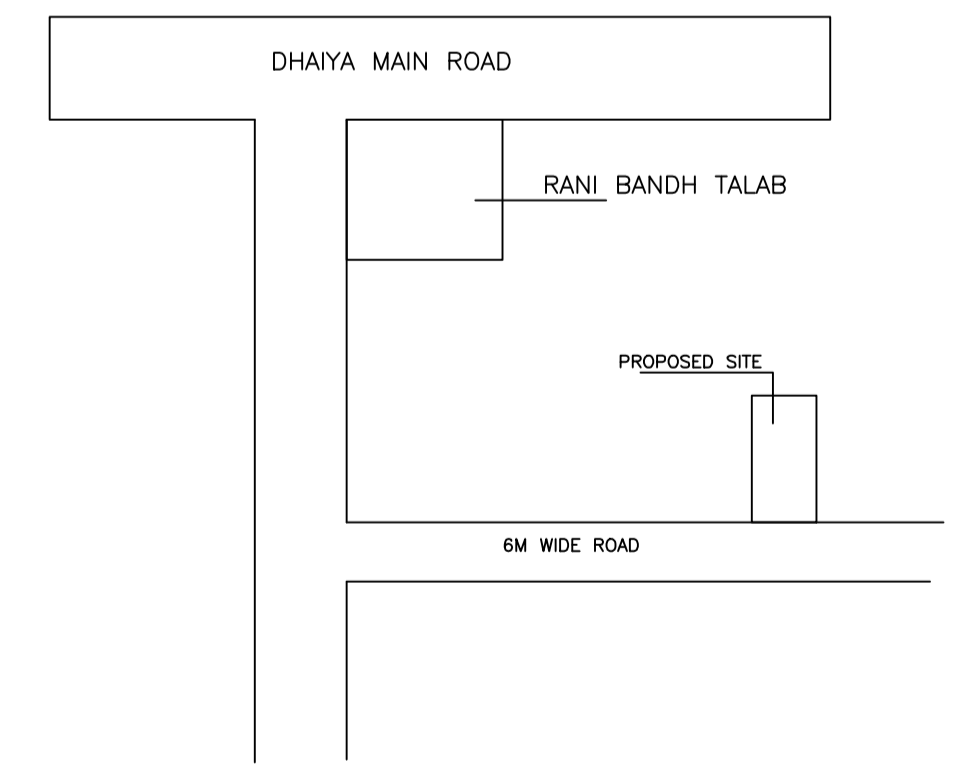 DHAIYA MAIN ROAD
RANI BANDH TALAB
PROPOSED SITE
6M WIDE ROAD